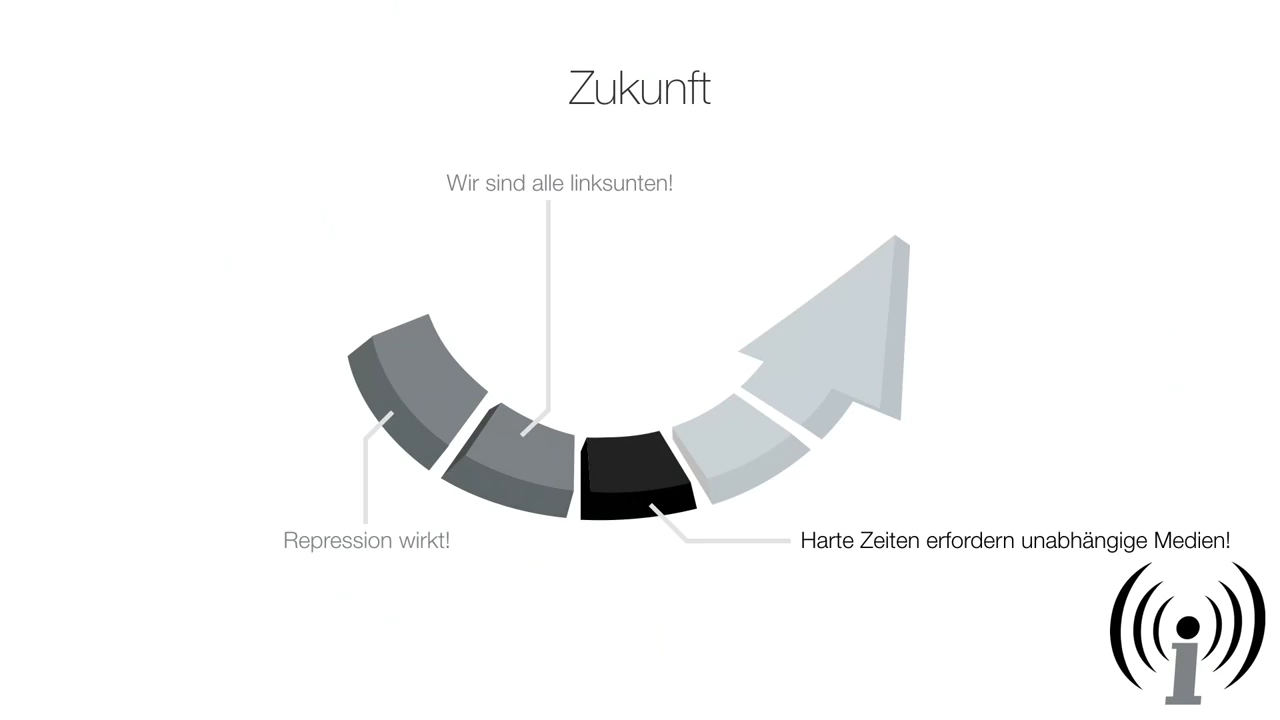 Zukunft
Wir sind alle linksunten!
Repression wirkt!
Harte Zeiten erfordern unabhängige Medien!
i